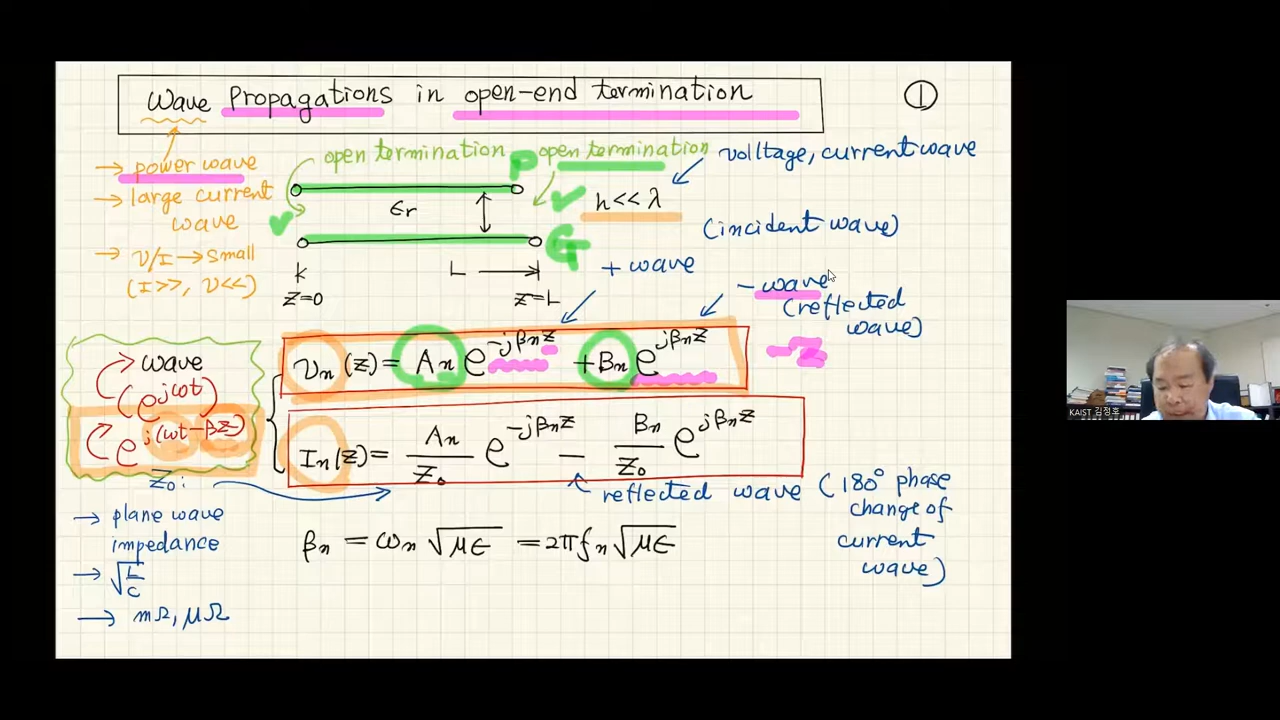 Wave Propagations in open-end termination
①
→ power wave
→ large current
wave
→ V/I → Small
(I>>, V<<)
open termination P open termination
voltage, current wave
h << λ
εr
G
(incident wave)
+ wave
- wave
(reflected
wave)
L
z=0
z=L
Vn(z) = An e^{-jβnz} + Bn e^{jβnz}
In(z) = An/Z0 e^{-jβnz} - Bn/Z0 e^{jβnz}
wave
(e^{jωt})
e^{j(ωt-βz)}
Z0:
→ plane wave
impedance
→ √(L/C)
→ mΩ, μΩ
reflected wave (180° phase
change of
current
wave)
βn = ωn √με = 2πfn √με
KAIST 김정호